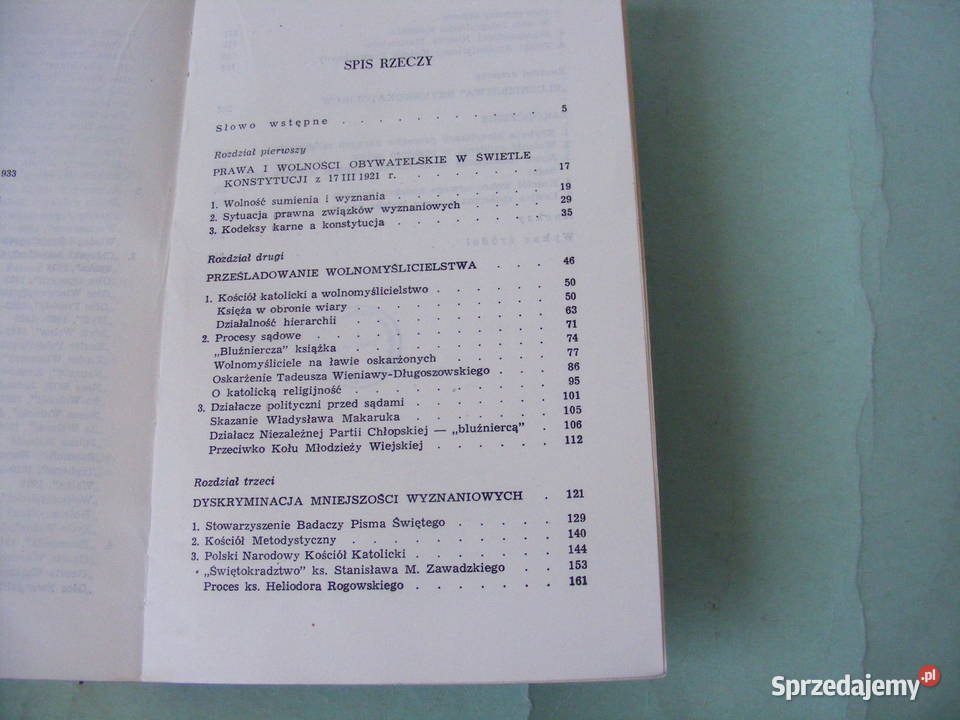 933
SPIS RZECZY
Słowo wstępne . . . . . . . . . 5
Rozdział pierwszy
PRAWA I WOLNOŚCI OBYWATELSKIE W ŚWIETLE
KONSTYTUCJI z 17 III 1921 r. . . . . . . 17
1. Wolność sumienia i wyznania . . . . . . 19
2. Sytuacja prawna związków wyznaniowych . . . . 29
3. Kodeksy karne a konstytucja . . . . . . 35
Rozdział drugi
PRZEŚLADOWANIE WOLNOMYŚLICIELSTWA . . . 46
1. Kościół katolicki a wolnomyślicielstwo . . . . . 50
Księża w obronie wiary . . . . . . . . 50
Działalność hierarchii . . . . . . . . 63
2. Procesy sądowe . . . . . . . . . 71
„Bluźniercza" książka . . . . . . . . 74
Wolnomyśliciele na ławie oskarżonych . . . . . 77
Oskarżenie Tadeusza Wieniawy-Długoszowskiego . . . 86
O katolicką religijność . . . . . . . . 95
3. Działacze polityczni przed sądami . . . . . . 101
Skazanie Władysława Makaruka . . . . . . 105
Działacz Niezależnej Partii Chłopskiej — „bluźniercą" . 106
Przeciwko Kołu Młodzieży Wiejskiej . . . . . 112
Rozdział trzeci
DYSKRYMINACJA MNIEJSZOŚCI WYZNANIOWYCH . 121
1. Stowarzyszenie Badaczy Pisma Świętego . . . . . 129
2. Kościół Metodystyczny . . . . . . . . 140
3. Polski Narodowy Kościół Katolicki . . . . . . 144
„Świętokradztwo" ks. Stanisława M. Zawadzkiego . . 153
Proces ks. Heliodora Rogowskiego . . . . . . 161
Sprzedajemy.pl